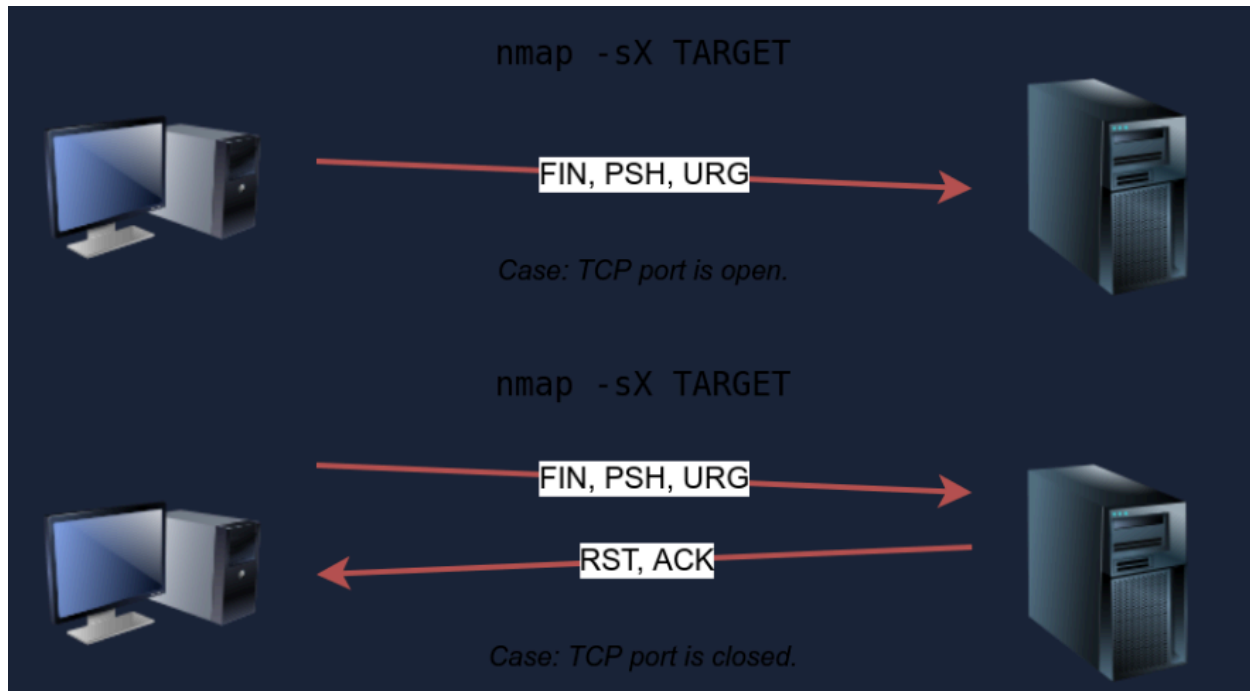 nmap -sX TARGET
FIN, PSH, URG
Case: TCP port is open.
nmap -sX TARGET
FIN, PSH, URG
RST, ACK
Case: TCP port is closed.